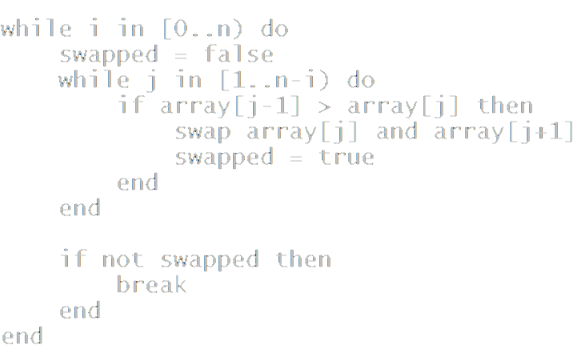 while i in [0..n) do
swapped = false
while j in [1..n-i) do
if array[j-1] > array[j] then
swap array[j] and array[j+1]
swapped = true
end
end
if not swapped then
break
end
end